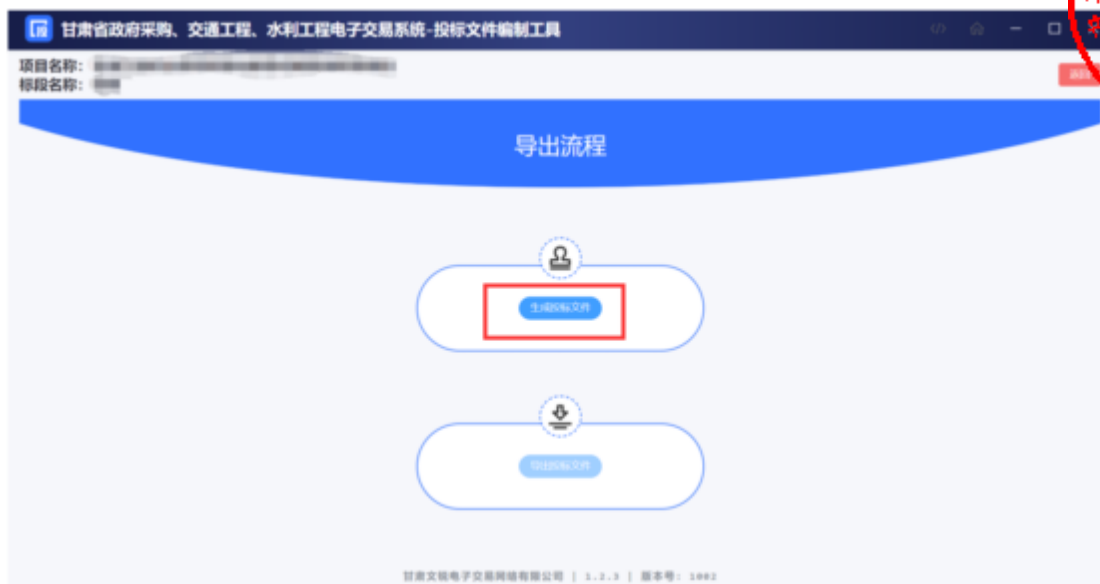 甘肃省政府采购、交通工程、水利工程电子交易系统-投标文件编制工具
项目名称：
标段名称：
导出流程
生成投标文件
导出投标文件
甘肃文锐电子交易网络有限公司 | 1.2.3 | 版本号: 1002